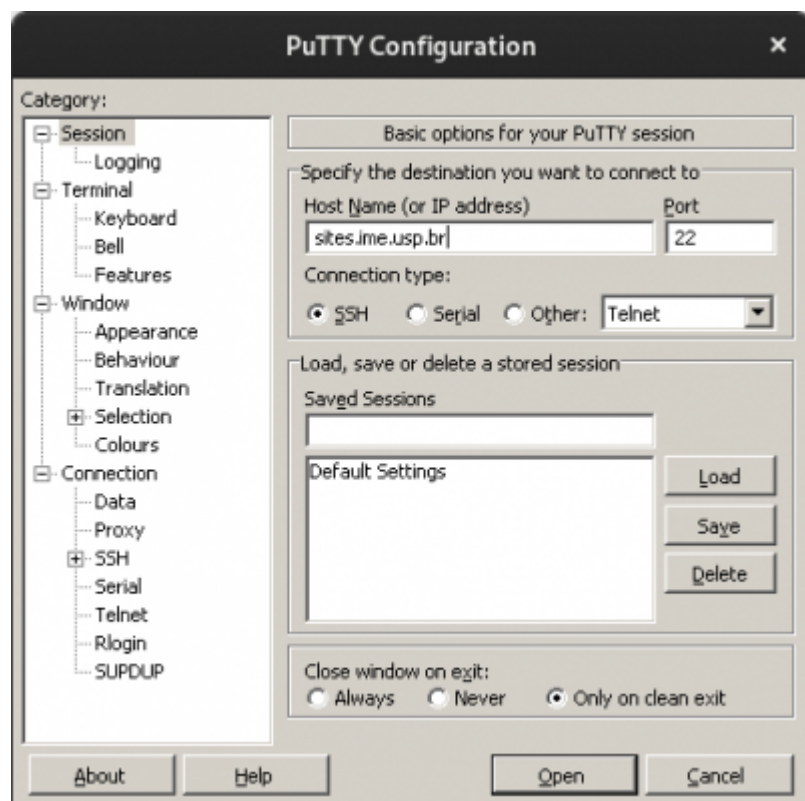 PuTTY Configuration
×
Category:
Session
Logging
Terminal
Keyboard
Bell
Features
Window
Appearance
Behaviour
Translation
Selection
Colours
Connection
Data
Proxy
SSH
Serial
Telnet
Rlogin
SUPDUP
Basic options for your PuTTY session
Specify the destination you want to connect to
Host Name (or IP address) Port
sites.ime.usp.br 22
Connection type:
SSH Serial Other: Telnet
Load, save or delete a stored session
Saved Sessions
Default Settings
Load
Save
Delete
Close window on exit:
Always Never Only on clean exit
About Help Open Cancel